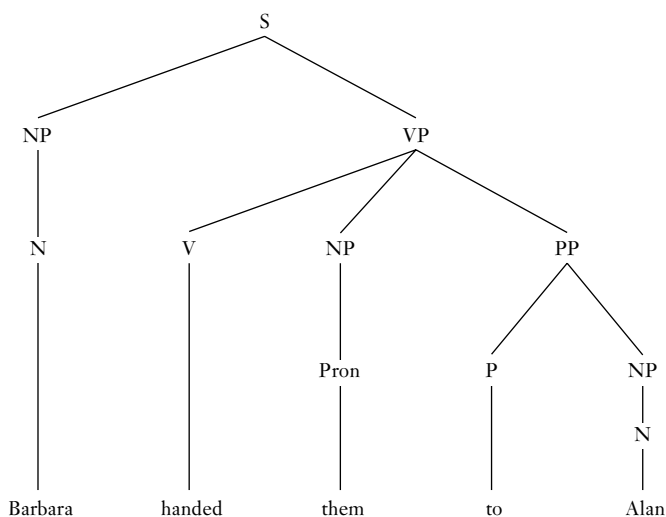 S
NP VP
N V NP PP
Pron P NP
N
Barbara handed them to Alan